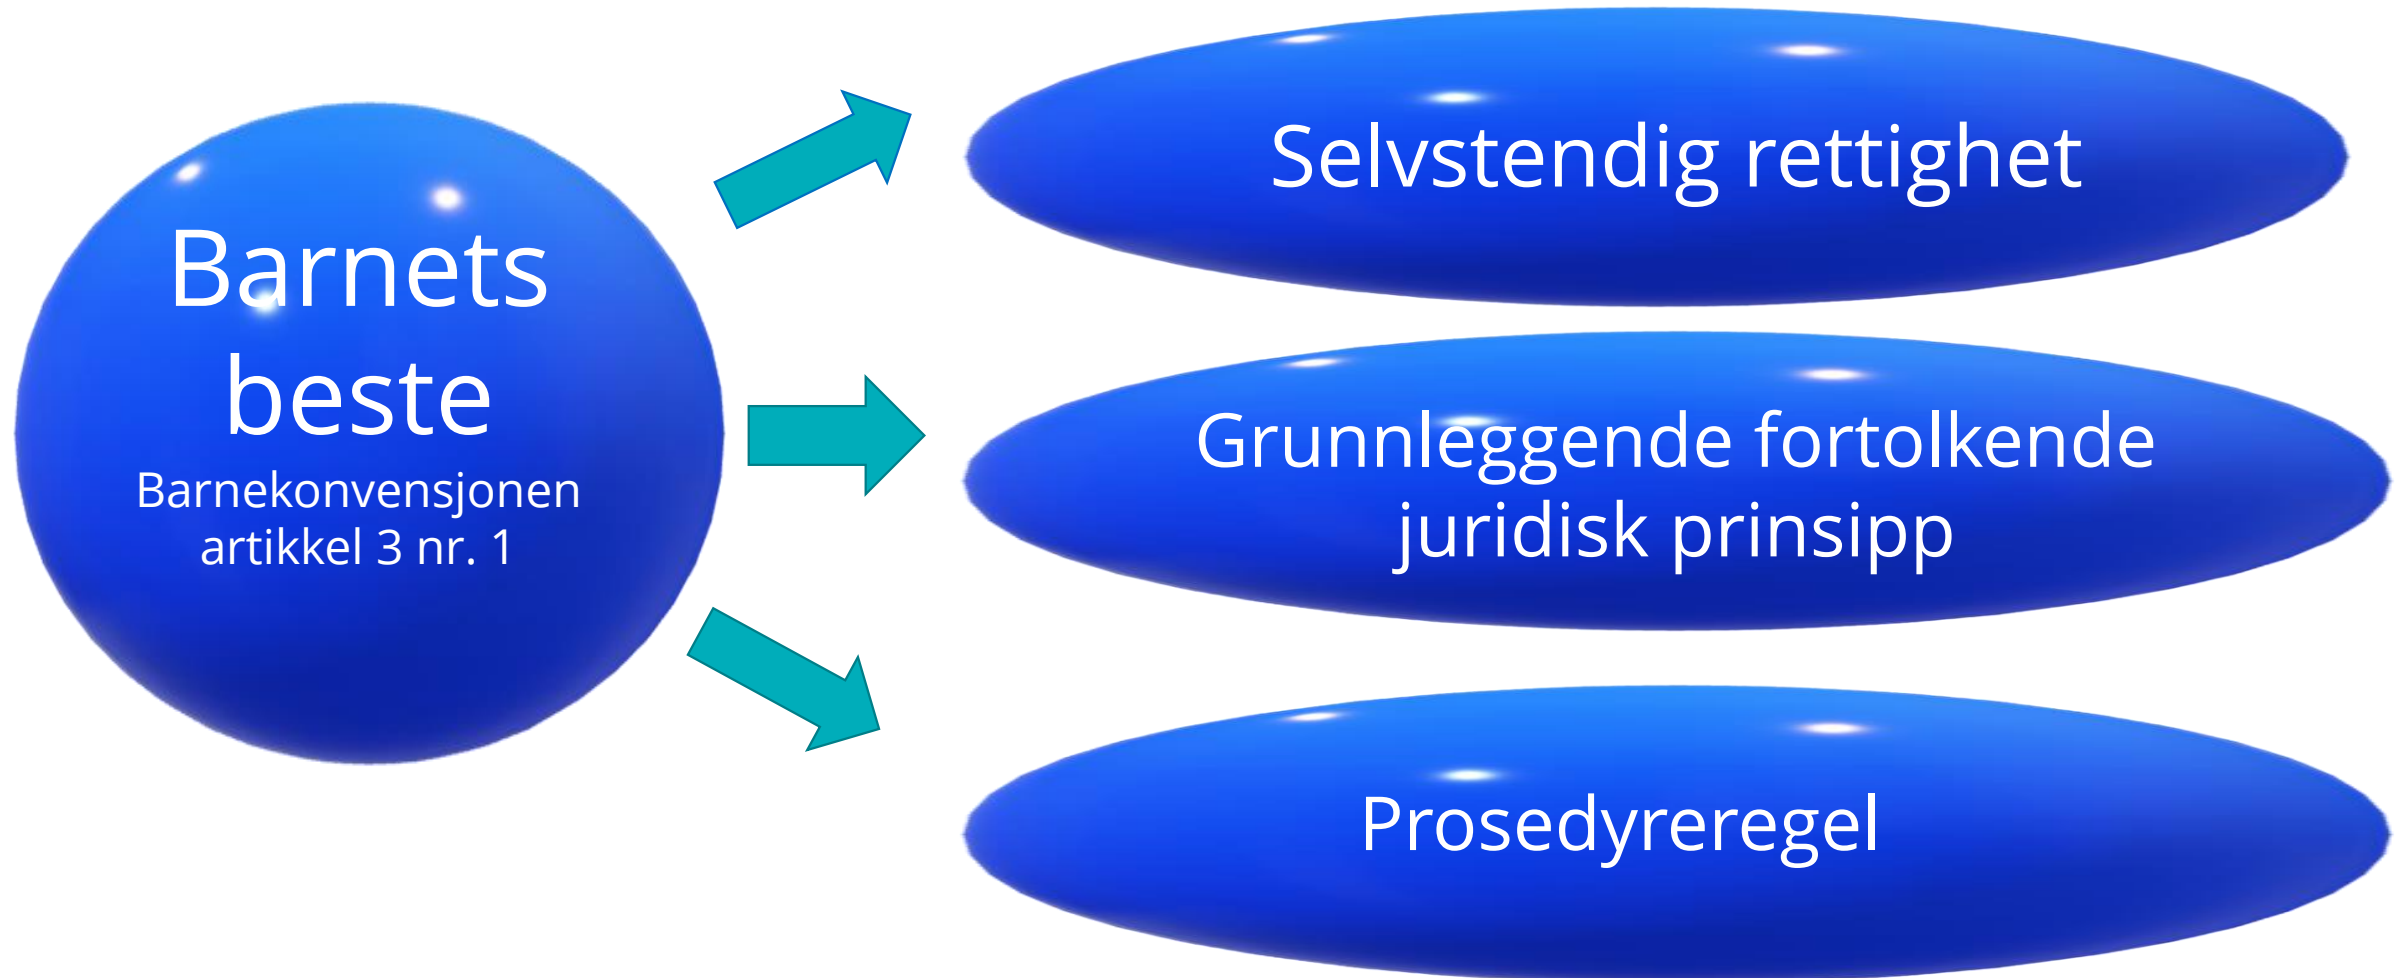 Barnets
beste
Barnekonvensjonen
artikkel 3 nr. 1
Selvstendig rettighet
Grunnleggende fortolkende
juridisk prinsipp
Prosedyreregel